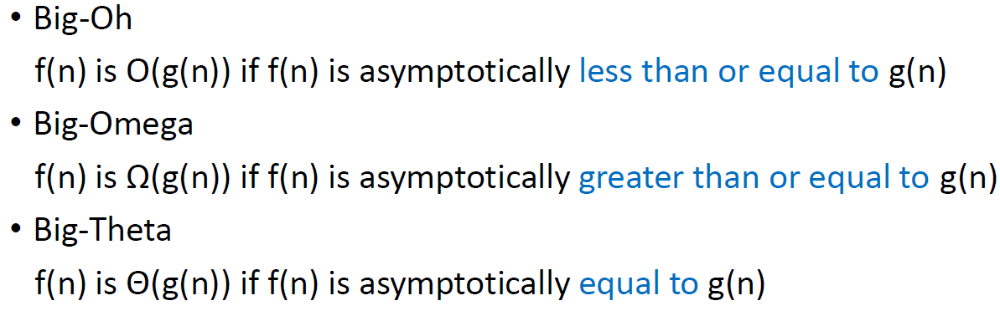 • Big-Oh
f(n) is O(g(n)) if f(n) is asymptotically less than or equal to g(n)
• Big-Omega
f(n) is Ω(g(n)) if f(n) is asymptotically greater than or equal to g(n)
• Big-Theta
f(n) is Θ(g(n)) if f(n) is asymptotically equal to g(n)